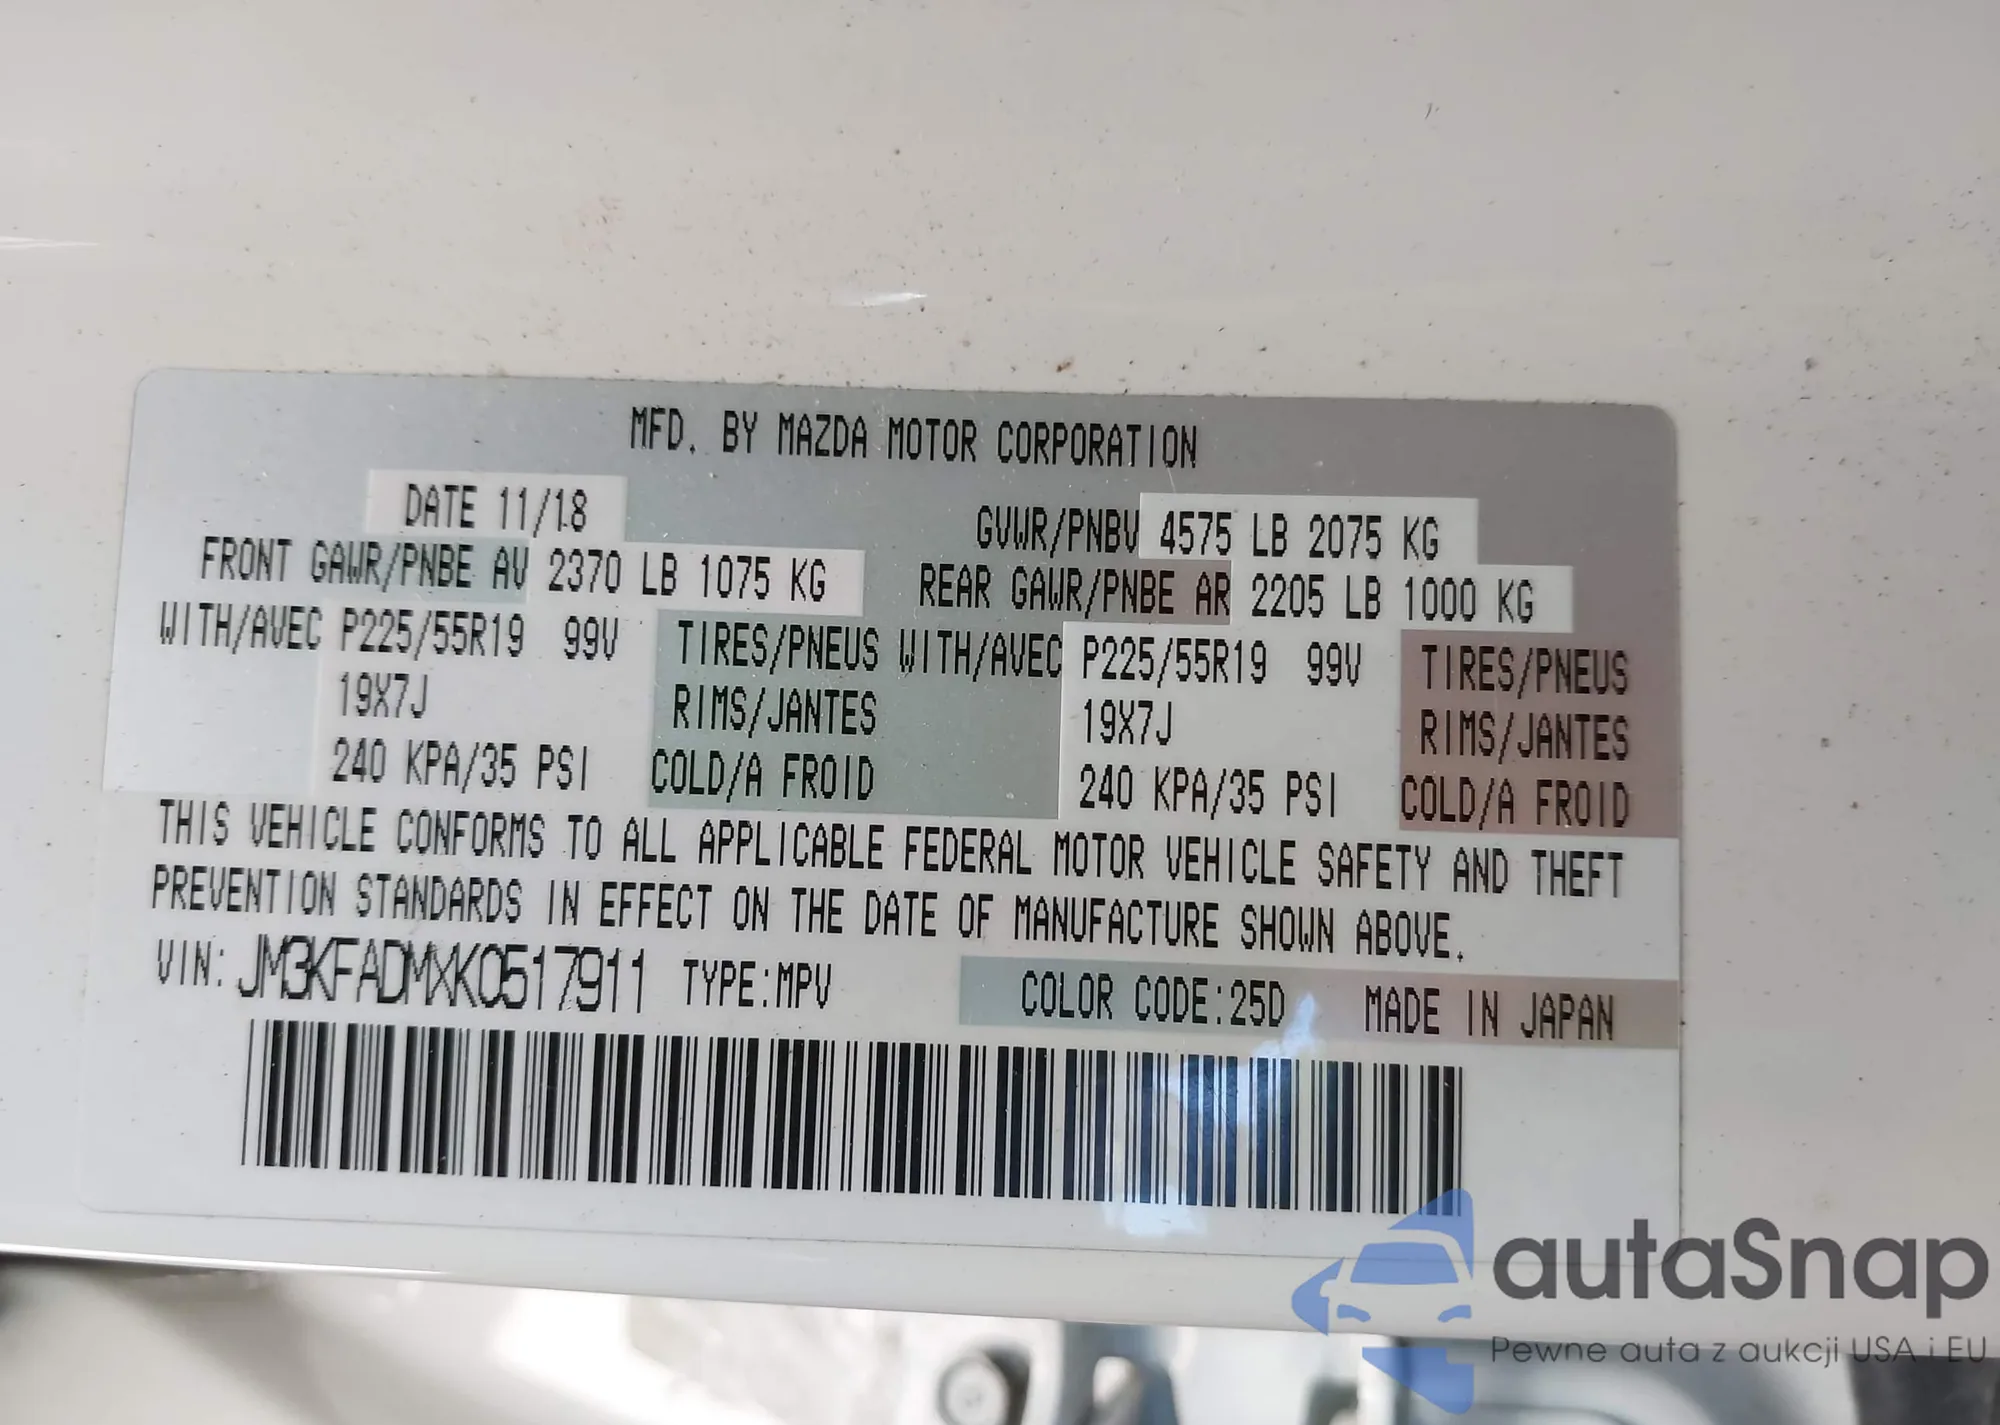 MFD. BY MAZDA MOTOR CORPORATION
DATE 11/18
GVWR/PNBV 4575 LB 2075 KG
FRONT GAWR/PNBE AV 2370 LB 1075 KG
REAR GAWR/PNBE AR 2205 LB 1000 KG
WITH/AVEC P225/55R19 99V TIRES/PNEUS WITH/AVEC P225/55R19 99V TIRES/PNEUS
19X7J RIMS/JANTES 19X7J RIMS/JANTES
240 KPA/35 PSI COLD/A FROID 240 KPA/35 PSI COLD/A FROID
THIS VEHICLE CONFORMS TO ALL APPLICABLE FEDERAL MOTOR VEHICLE SAFETY AND THEFT
PREVENTION STANDARDS IN EFFECT ON THE DATE OF MANUFACTURE SHOWN ABOVE.
VIN: JM3KFADMXK0517911 TYPE:MPV COLOR CODE:25D MADE IN JAPAN
autaSnap
Pewne auta z aukcji USA i EU